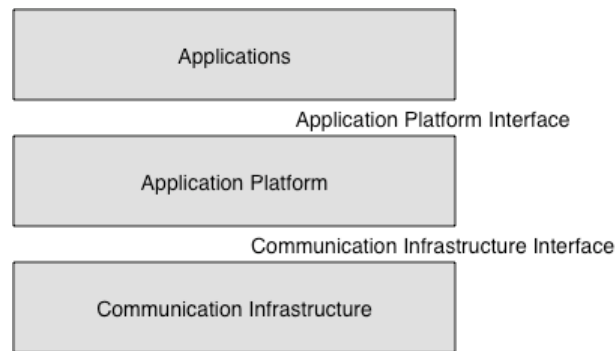 Applications
Application Platform Interface
Application Platform
Communication Infrastructure Interface
Communication Infrastructure